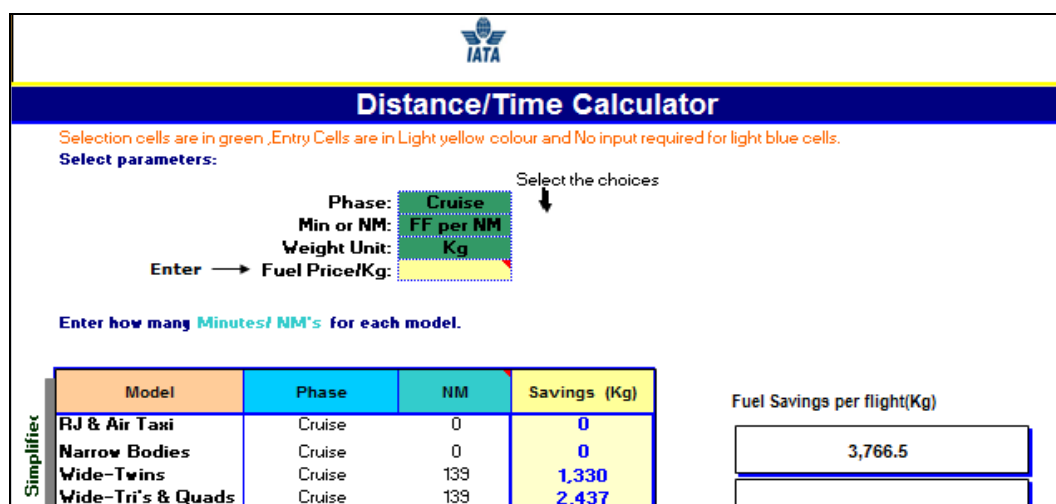 IATA
Distance/Time Calculator
Selection cells are in green ,Entry Cells are in Light yellow colour and No input required for light blue cells.
Select parameters:
Select the choices
Phase: Cruise
Min or NM: FF per NM
Weight Unit: Kg
Enter → Fuel Price/Kg:
Enter how many Minutes/ NM's for each model.
Model Phase NM Savings (Kg)
Fuel Savings per flight(Kg)
RJ & Air Taxi Cruise 0 0
Narrow Bodies Cruise 0 0
3,766.5
Wide-Twins Cruise 139 1,330
Wide-Tri's & Quads Cruise 139 2,437